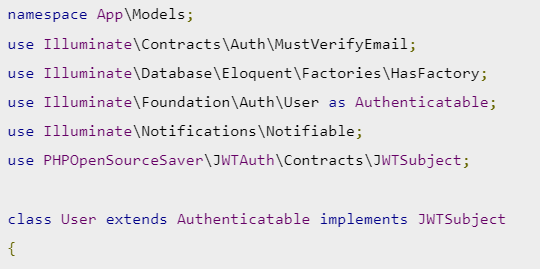 namespace App\Models;
use Illuminate\Contracts\Auth\MustVerifyEmail;
use Illuminate\Database\Eloquent\Factories\HasFactory;
use Illuminate\Foundation\Auth\User as Authenticatable;
use Illuminate\Notifications\Notifiable;
use PHPOpenSourceSaver\JWTAuth\Contracts\JWTSubject;
class User extends Authenticatable implements JWTSubject
{